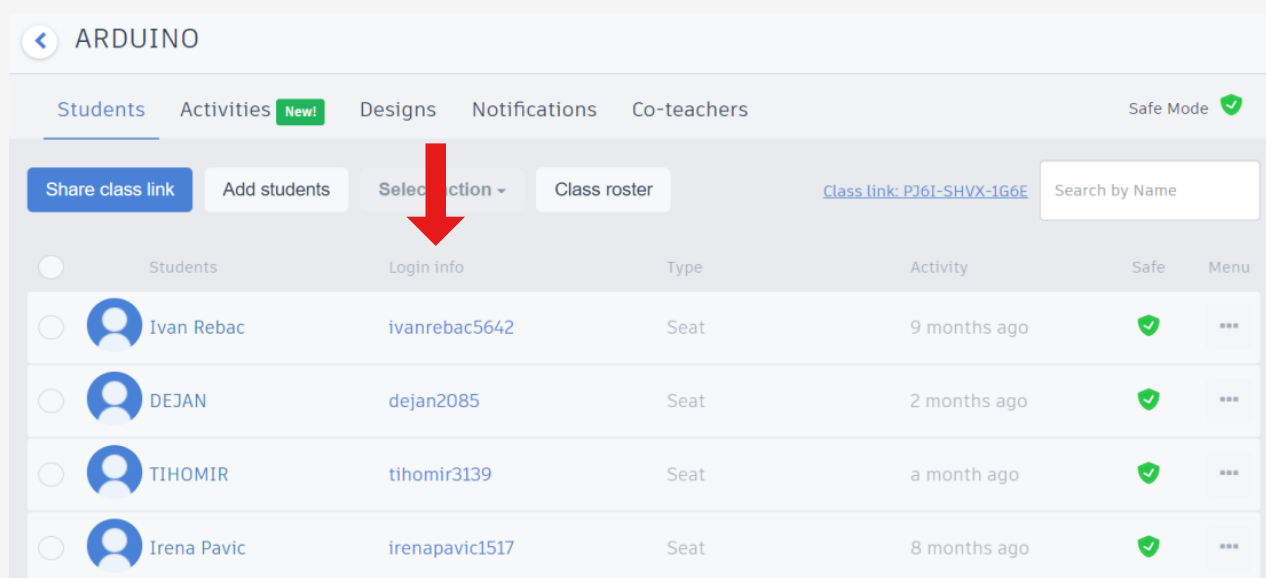 ARDUINO
Students Activities New! Designs Notifications Co-teachers Safe Mode
Share class link Add students Class roster Class link: PJ6I-SHVX-1G6E Search by Name
Students Login info Type Activity Safe Menu
Ivan Rebac ivanrebac5642 Seat 9 months ago
DEJAN dejan2085 Seat 2 months ago
TIHOMIR tihomir3139 Seat a month ago
Irena Pavic irenapavic1517 Seat 8 months ago